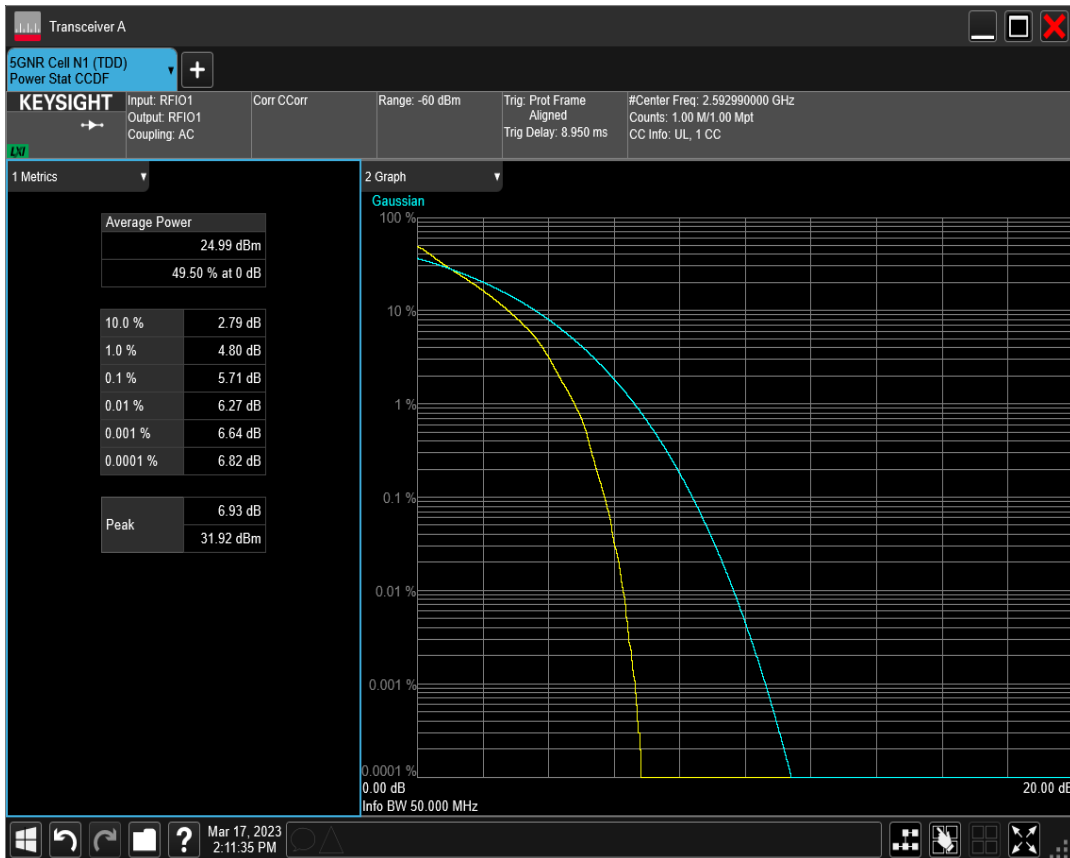 Transceiver A
5GNR Cell N1 (TDD)
Power Stat CCDF
KEYSIGHT
LXI
Input: RFIO1
Output: RFIO1
Coupling: AC
Corr CCorr
Range: -60 dBm
Trig: Prot Frame
Aligned
Trig Delay: 8.950 ms
#Center Freq: 2.592990000 GHz
Counts: 1.00 M/1.00 Mpt
CC Info: UL, 1 CC
1 Metrics
Average Power
24.99 dBm
49.50 % at 0 dB
10.0 % 2.79 dB
1.0 % 4.80 dB
0.1 % 5.71 dB
0.01 % 6.27 dB
0.001 % 6.64 dB
0.0001 % 6.82 dB
Peak 6.93 dB
31.92 dBm
2 Graph
Gaussian
100 %
10 %
1 %
0.1 %
0.01 %
0.001 %
0.0001 %
0.00 dB 20.00 dB
Info BW 50.000 MHz
Mar 17, 2023
2:11:35 PM